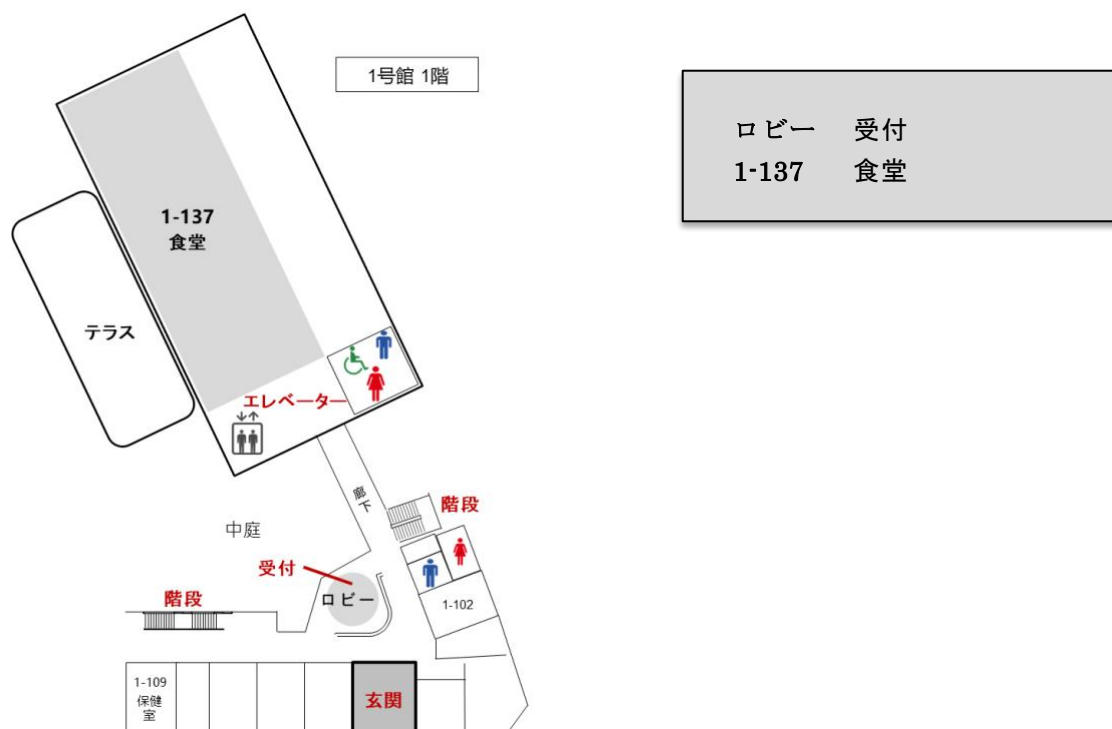 1号館 1階
ロビー 受付
1-137 食堂
1-137
食堂
テラス
エレベーター
廊下
階段
中庭
受付
ロビー
階段
1-102
1-109
保健
室
玄関